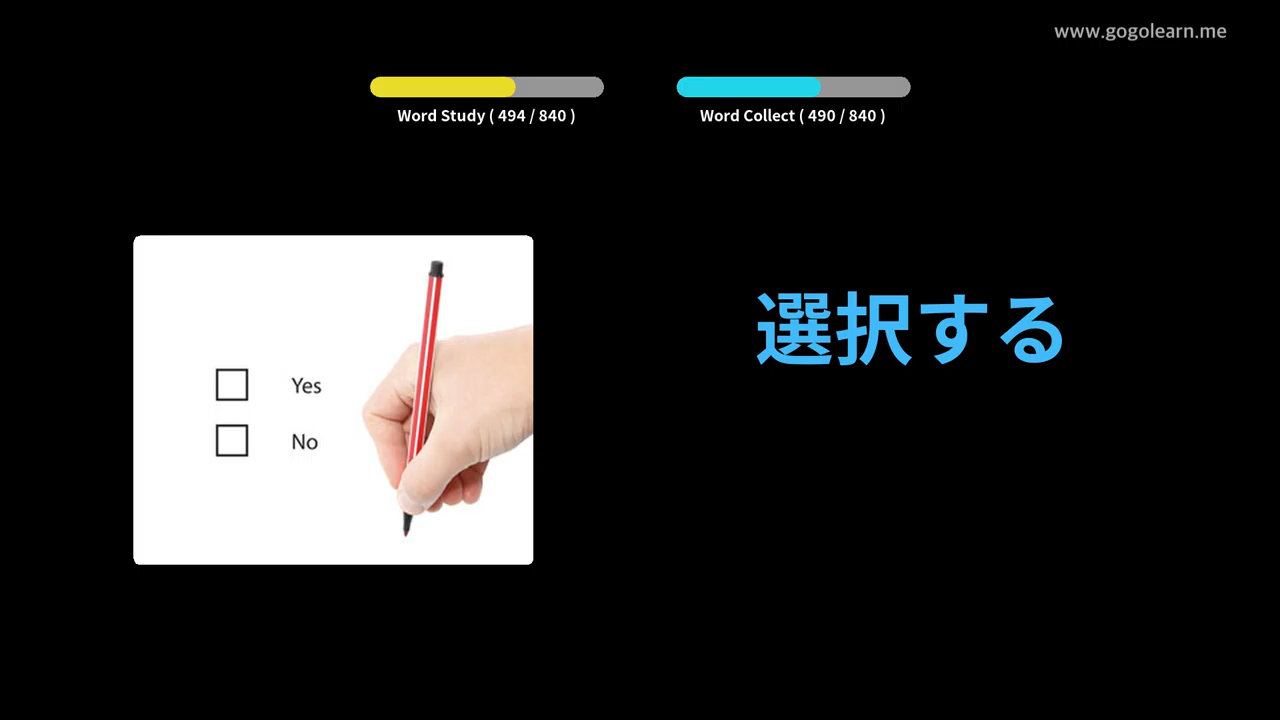 www.gogolearn.me
Word Study ( 494 / 840 )
Word Collect ( 490 / 840 )
Yes
No
選択する